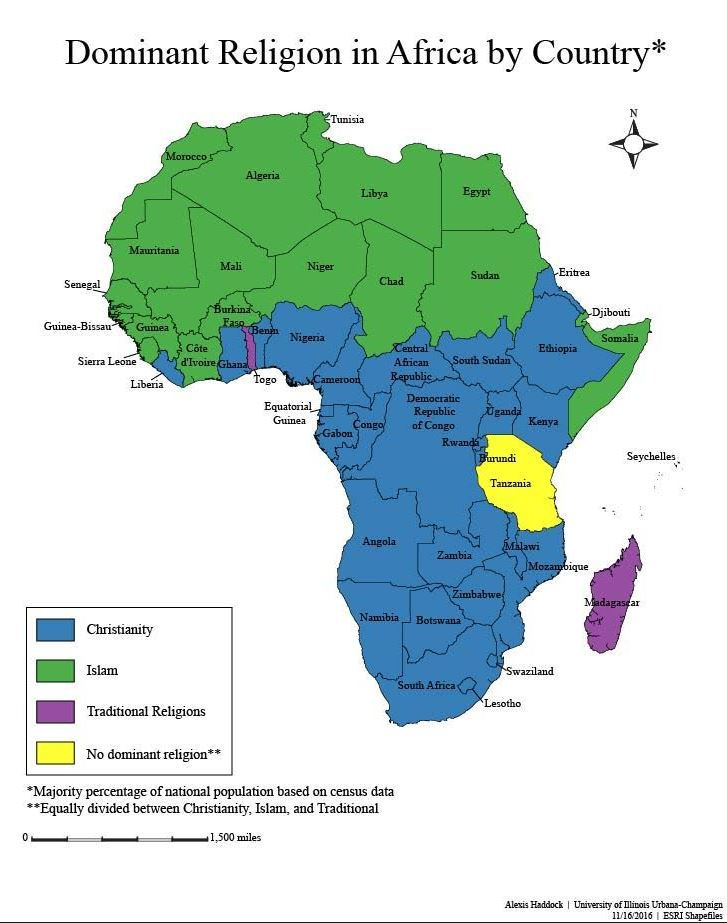 Dominant Religion in Africa by Country*
N
Tunisia
Morocco
Algeria
Libya
Egypt
Mauritania
Mali
Niger
Chad
Sudan
Eritrea
Senegal
Djibouti
Burkina
Faso
Guinea-Bissau
Guinea
Benin
Nigeria
Somalia
Côte
d'Ivoire
Ghana
Togo
Sierra Leone
Liberia
Central
African
Republic
South Sudan
Ethiopia
Cameroon
Equatorial
Guinea
Gabon
Congo
Democratic
Republic
of Congo
Uganda
Kenya
Rwanda
Burundi
Tanzania
Seychelles
Angola
Zambia
Malawi
Mozambique
Zimbabwe
Madagascar
Namibia
Botswana
Swaziland
South Africa
Lesotho
Christianity
Islam
Traditional Religions
No dominant religion**
*Majority percentage of national population based on census data
**Equally divided between Christianity, Islam, and Traditional
0 1,500 miles
Alexis Haddock | University of Illinois Urbana-Champaign
11/16/2016 | ESRI Shapefiles